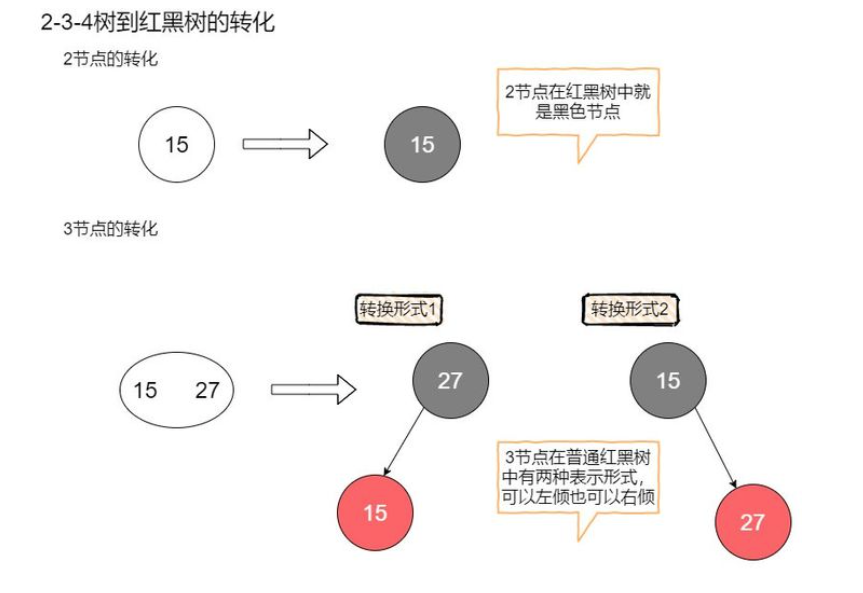 2-3-4树到红黑树的转化
2节点的转化
15
15
2节点在红黑树中就
是黑色节点
3节点的转化
转换形式1
转换形式2
15 27
27
15
3节点在普通红黑树
中有两种表示形式，
可以左倾也可以右倾
15
27